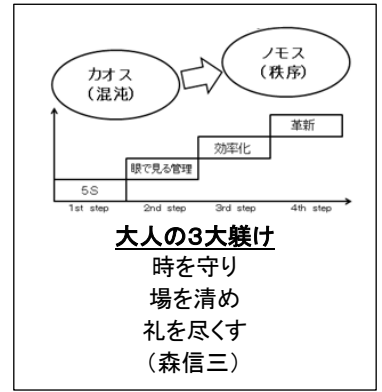 カオス
(混沌)
ノモス
(秩序)
革新
効率化
眼で見る管理
5S
1st step 2nd step 3rd step 4th step
大人の3大躾け
時を守り
場を清め
礼を尽くす
(森信三)